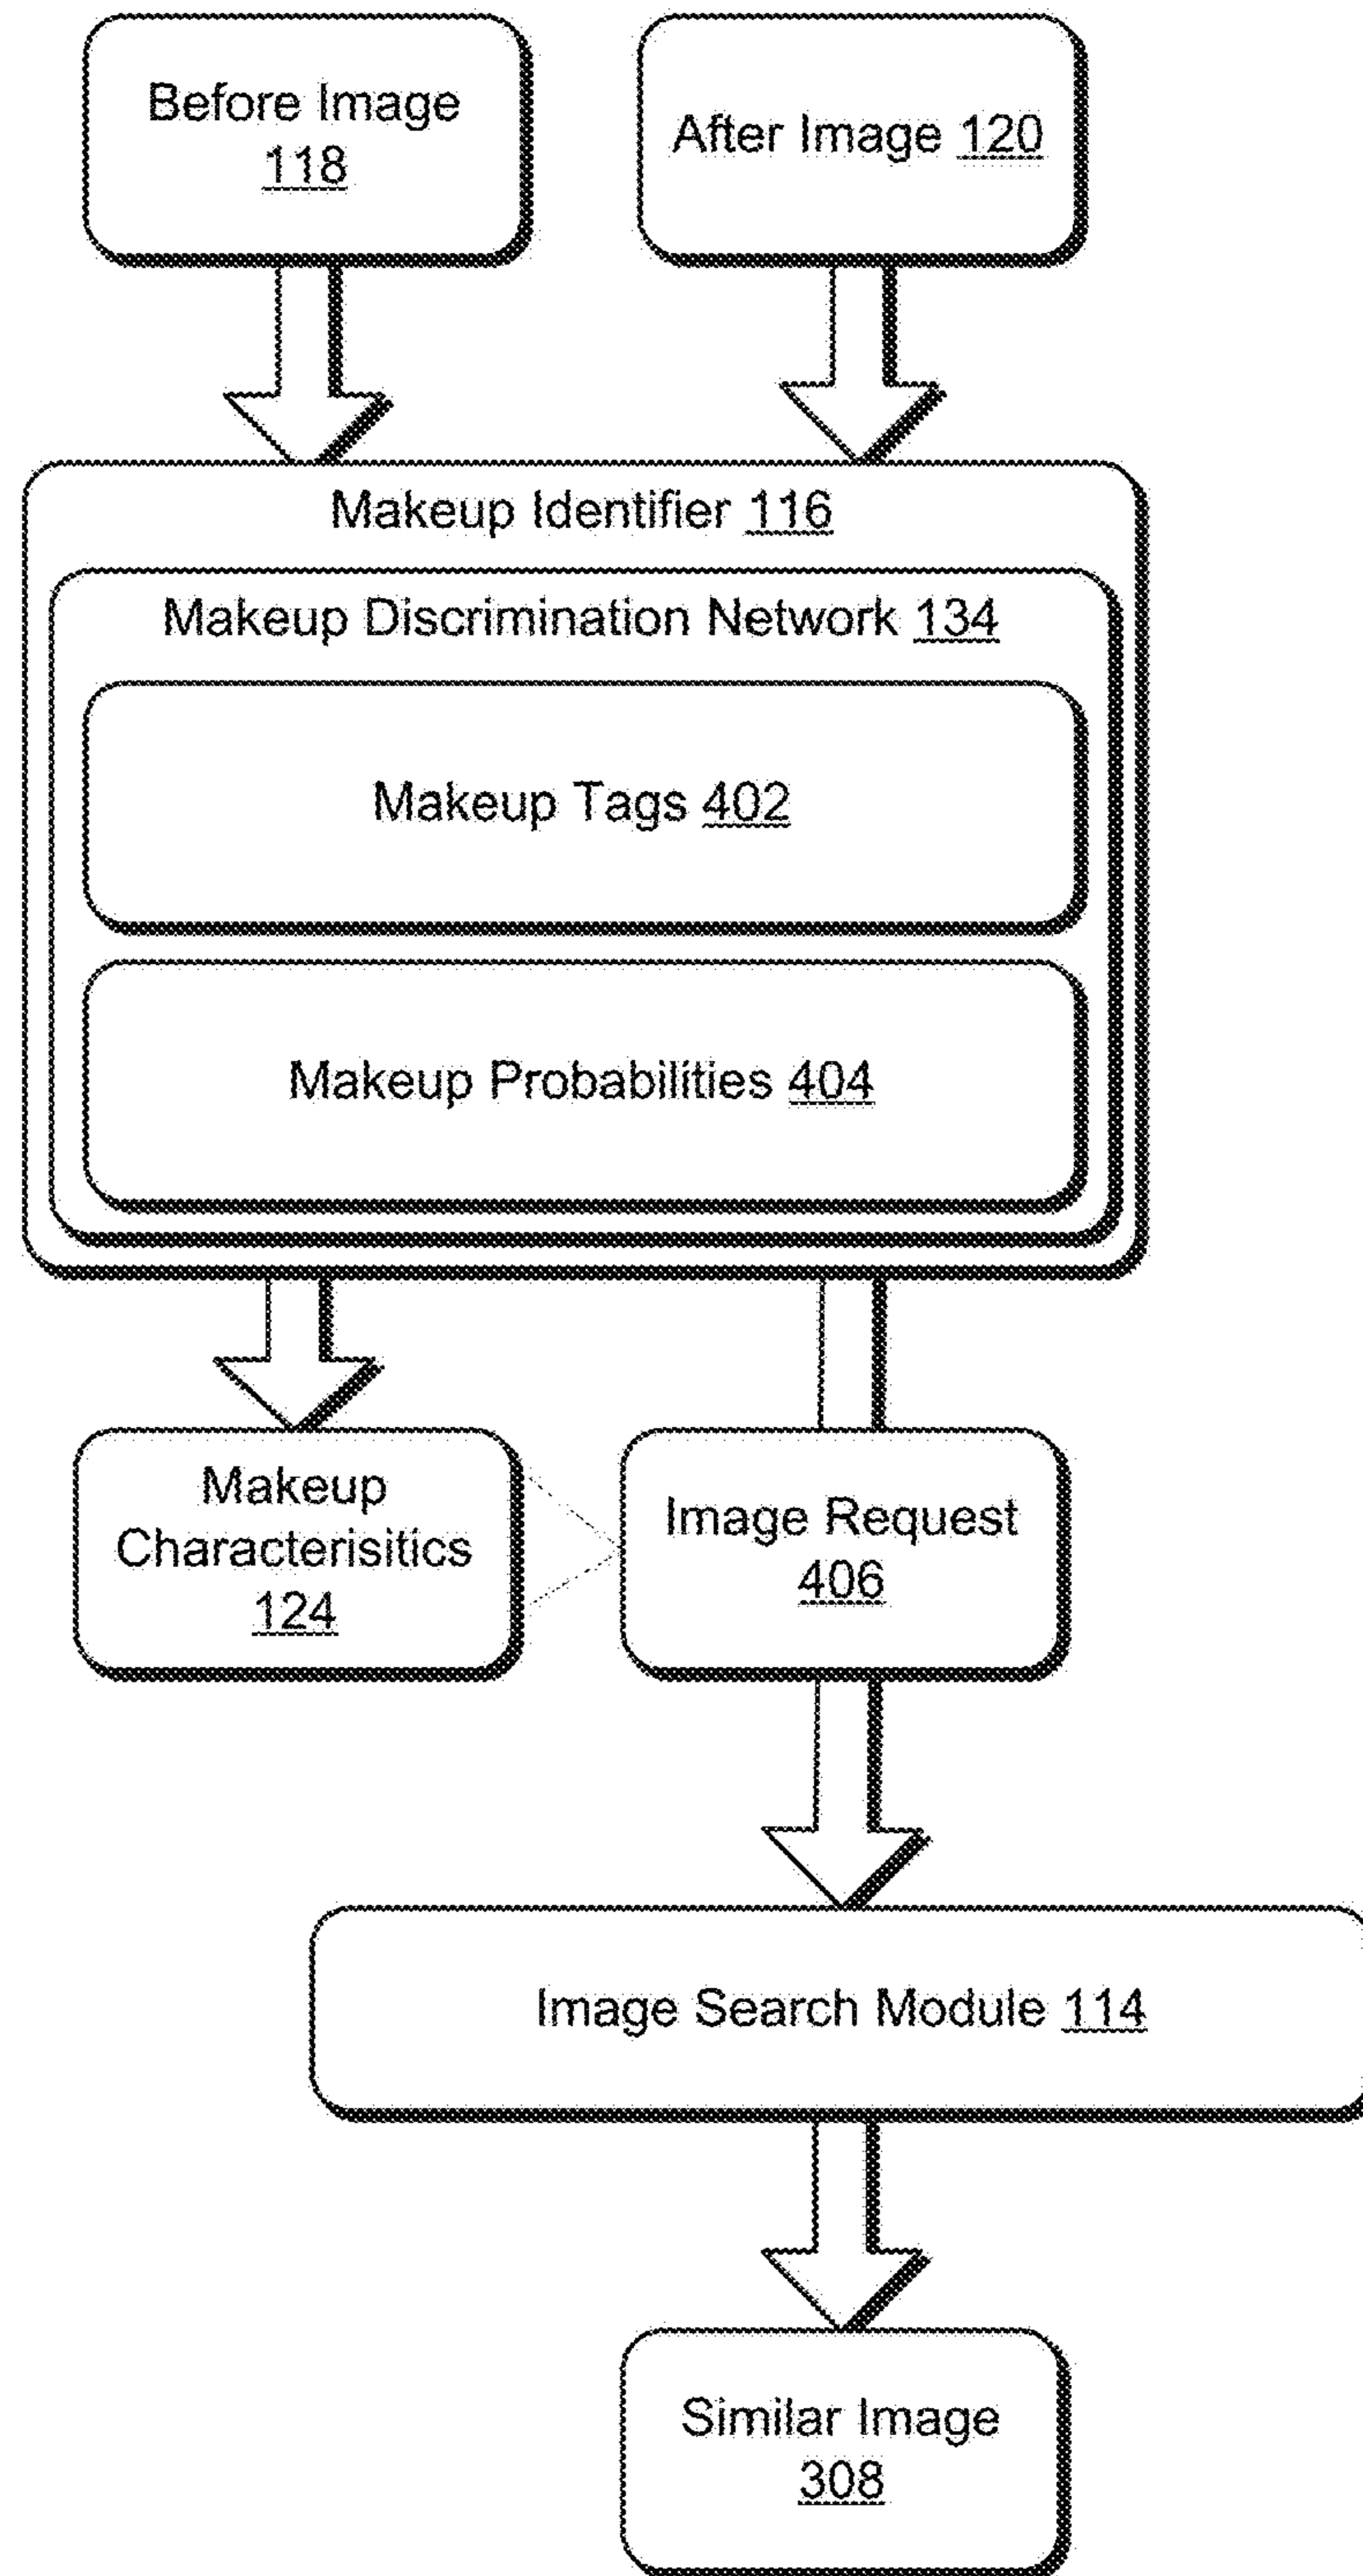 Before Image
118
After Image 120
Makeup Identifier 116
Makeup Discrimination Network 134
Makeup Tags 402
Makeup Probabilities 404
Makeup
Characterisitics
124
Image Request
406
Image Search Module 114
Similar Image
308